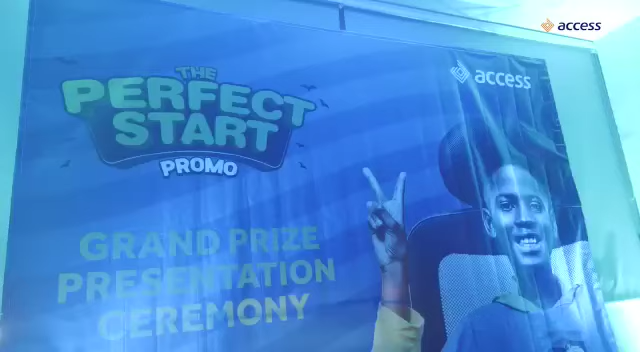 access
access
THE
PERFECT
START
PROMO
GRAND PRIZE
PRESENTATION
CEREMONY